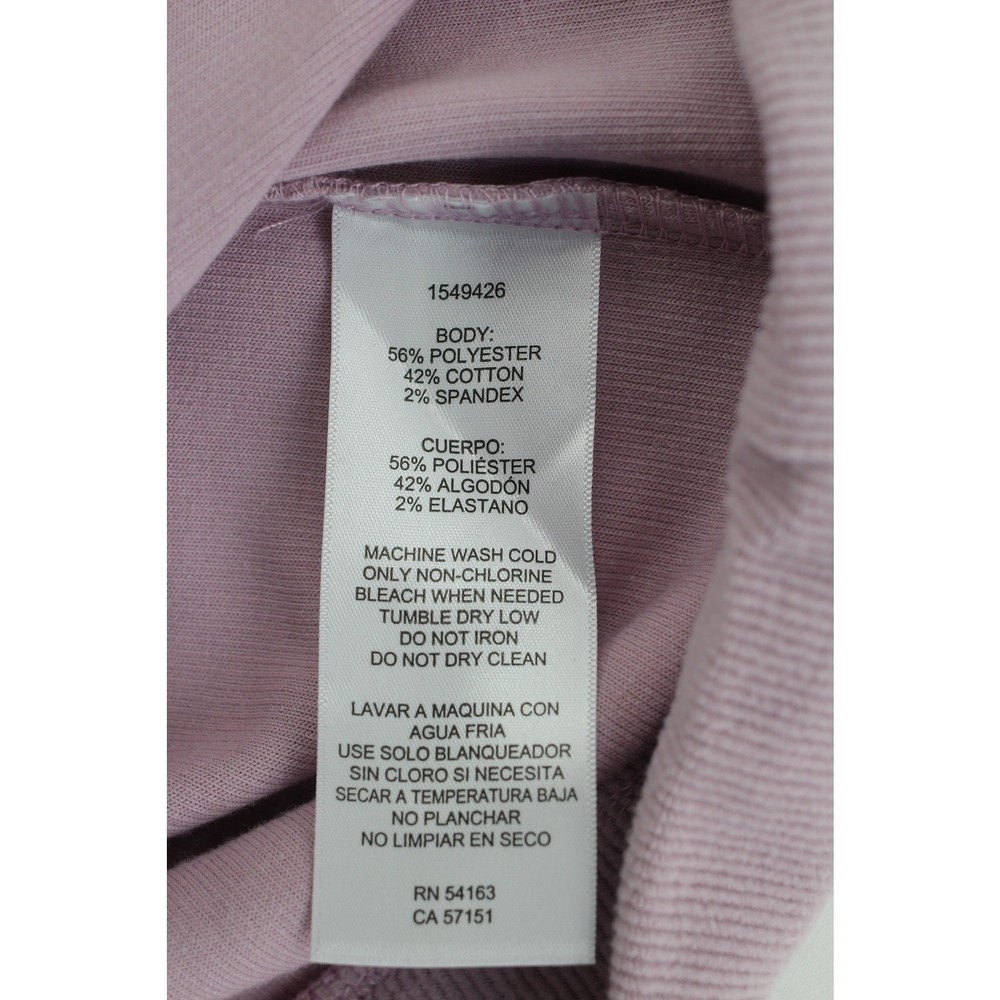 1549426
BODY:
56% POLYESTER
42% COTTON
2% SPANDEX
CUERPO:
56% POLIÉSTER
42% ALGODÓN
2% ELASTANO
MACHINE WASH COLD
ONLY NON-CHLORINE
BLEACH WHEN NEEDED
TUMBLE DRY LOW
DO NOT IRON
DO NOT DRY CLEAN
LAVAR A MAQUINA CON
AGUA FRIA
USE SOLO BLANQUEADOR
SIN CLORO SI NECESITA
SECAR A TEMPERATURA BAJA
NO PLANCHAR
NO LIMPIAR EN SECO
RN 54163
CA 57151